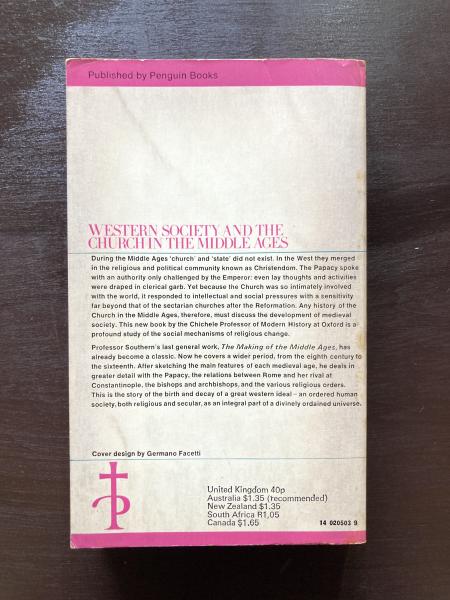 Published by Penguin Books
WESTERN SOCIETY AND THE
CHURCH IN THE MIDDLE AGES
During the Middle Ages 'church' and 'state' did not exist. In the West they merged
in the religious and political community known as Christendom. The Papacy spoke
with an authority only challenged by the Emperor: even lay thoughts and activities
were draped in clerical garb. Yet because the Church was so intimately involved
with the world, it responded to intellectual and social pressures with a sensitivity
far beyond that of the sectarian churches after the Reformation. Any history of the
Church in the Middle Ages, therefore, must discuss the development of medieval
society. This new book by the Chichele Professor of Modern History at Oxford is a
profound study of the social mechanisms of religious change.
Professor Southern's last general work, The Making of the Middle Ages, has
already become a classic. Now he covers a wider period, from the eighth century to
the sixteenth. After sketching the main features of each medieval age, he deals in
greater detail with the Papacy, the relations between Rome and her rival at
Constantinople, the bishops and archbishops, and the various religious orders.
This is the story of the birth and decay of a great western ideal – an ordered human
society, both religious and secular, as an integral part of a divinely ordained universe.
Cover design by Germano Facetti
United Kingdom 40p
Australia $1.35 (recommended)
New Zealand $1.35
South Africa R1,05
Canada $1.65
14 020503 9